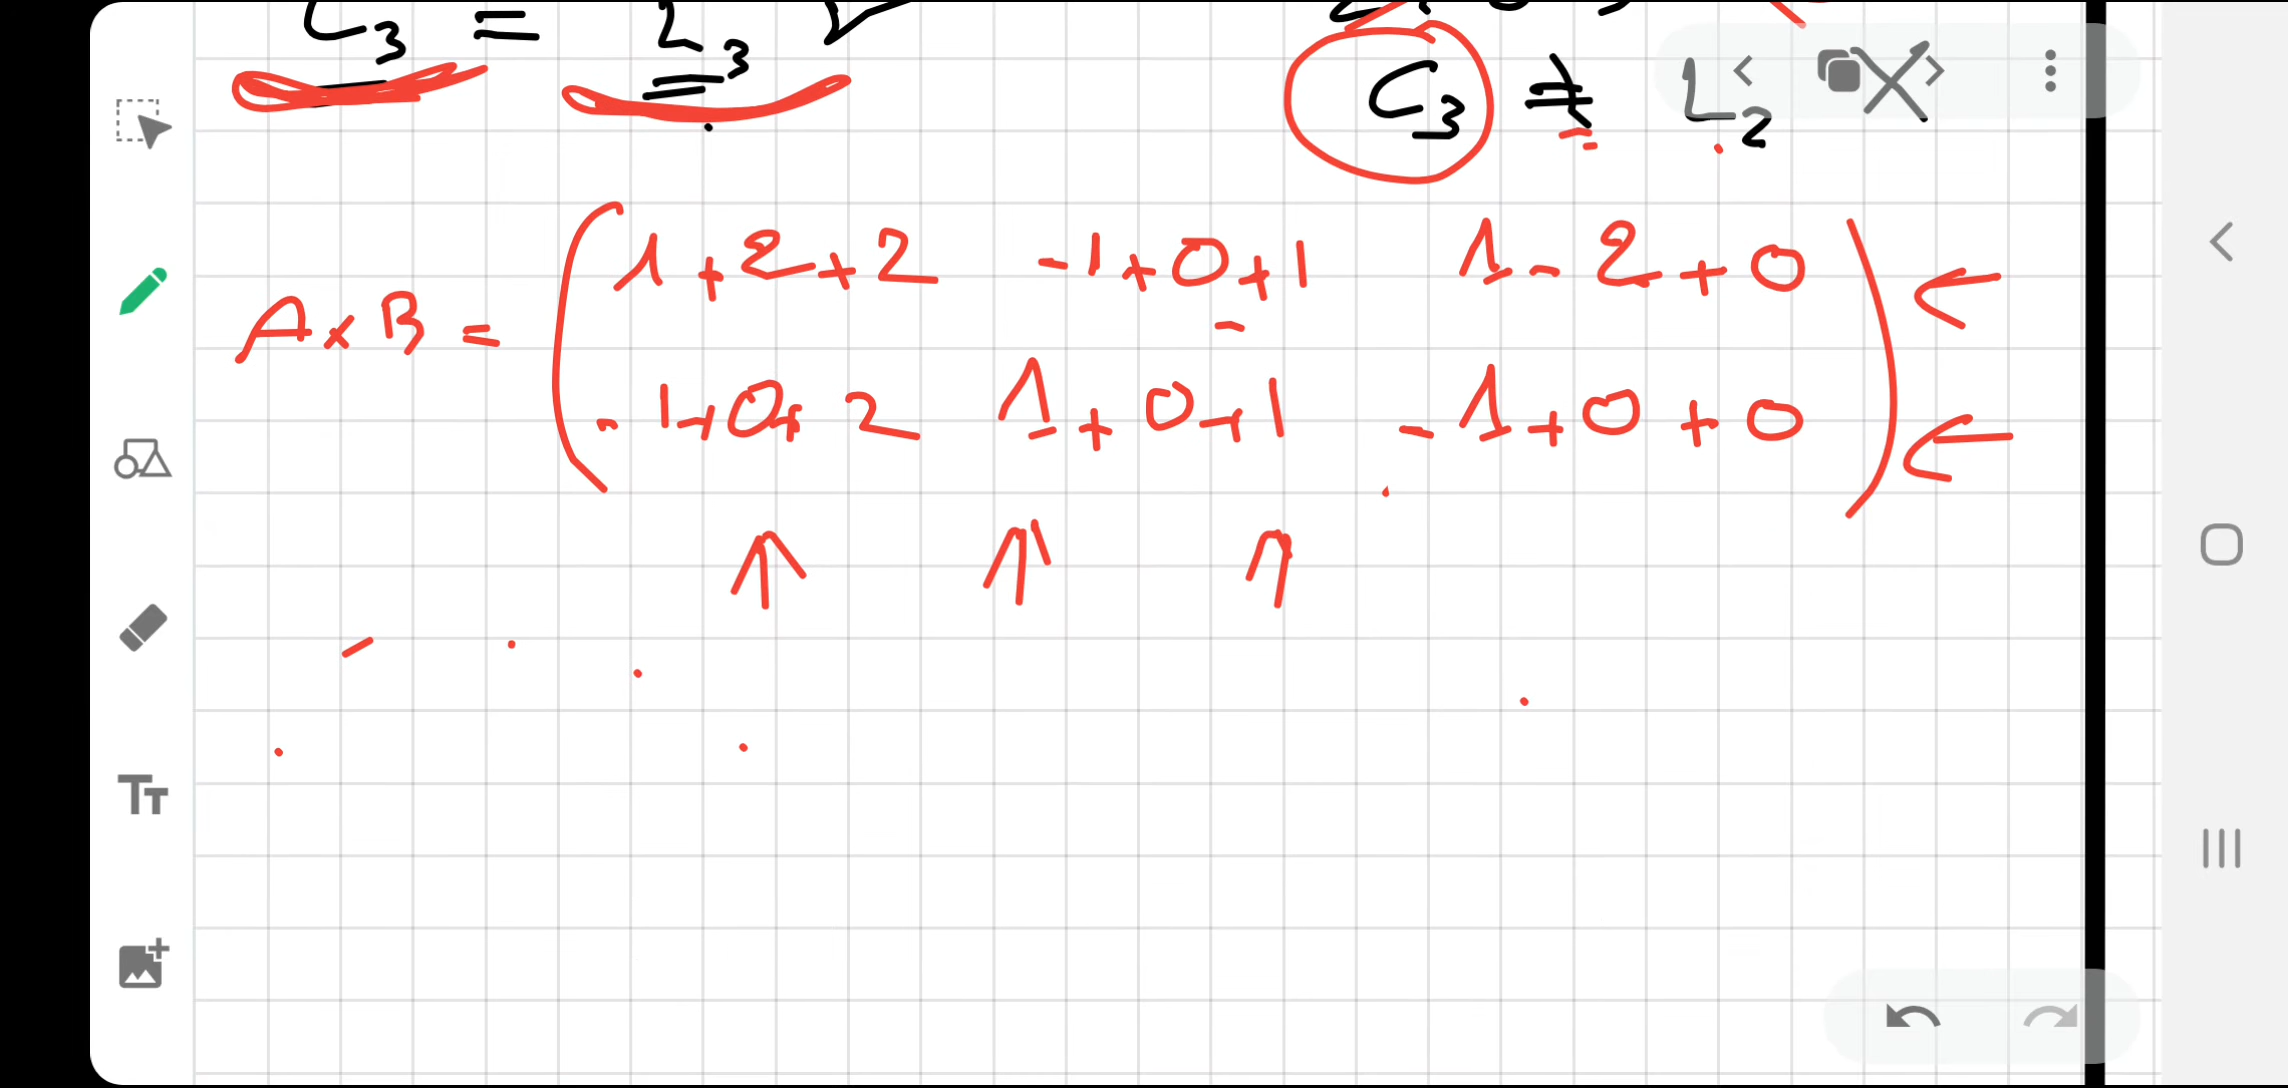 C₃ = L₃
C₃ ≠ L₂ X
A×B = ( 1+2+2 -1+0+1 1-2+0
-1+0+2 1+0+1 -1+0+0 )
TT